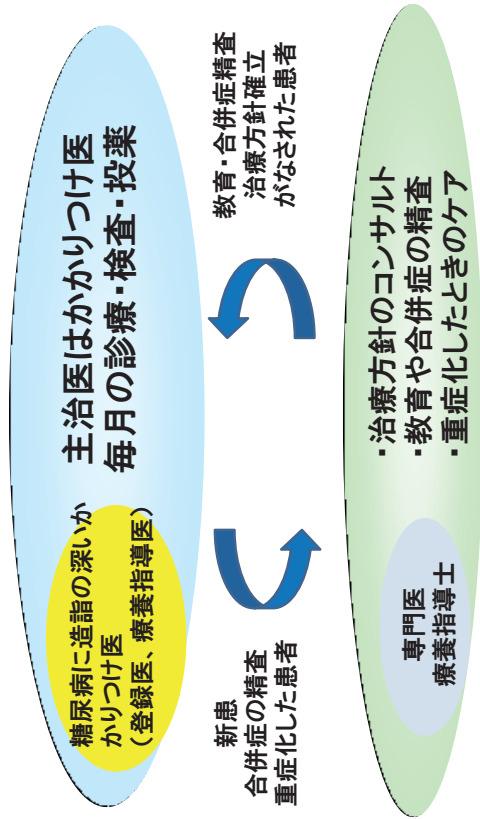 糖尿病に造詣の深いか
かりつけ医
（登録医、療養指導医）
主治医はかかりつけ医
毎月の診療・検査・投薬
新患
合併症の精査
重症化した患者
教育・合併症精査
治療方針確立
がなされた患者
専門医
療養指導士
・治療方針のコンサルト
・教育や合併症の精査
・重症化したときのケア